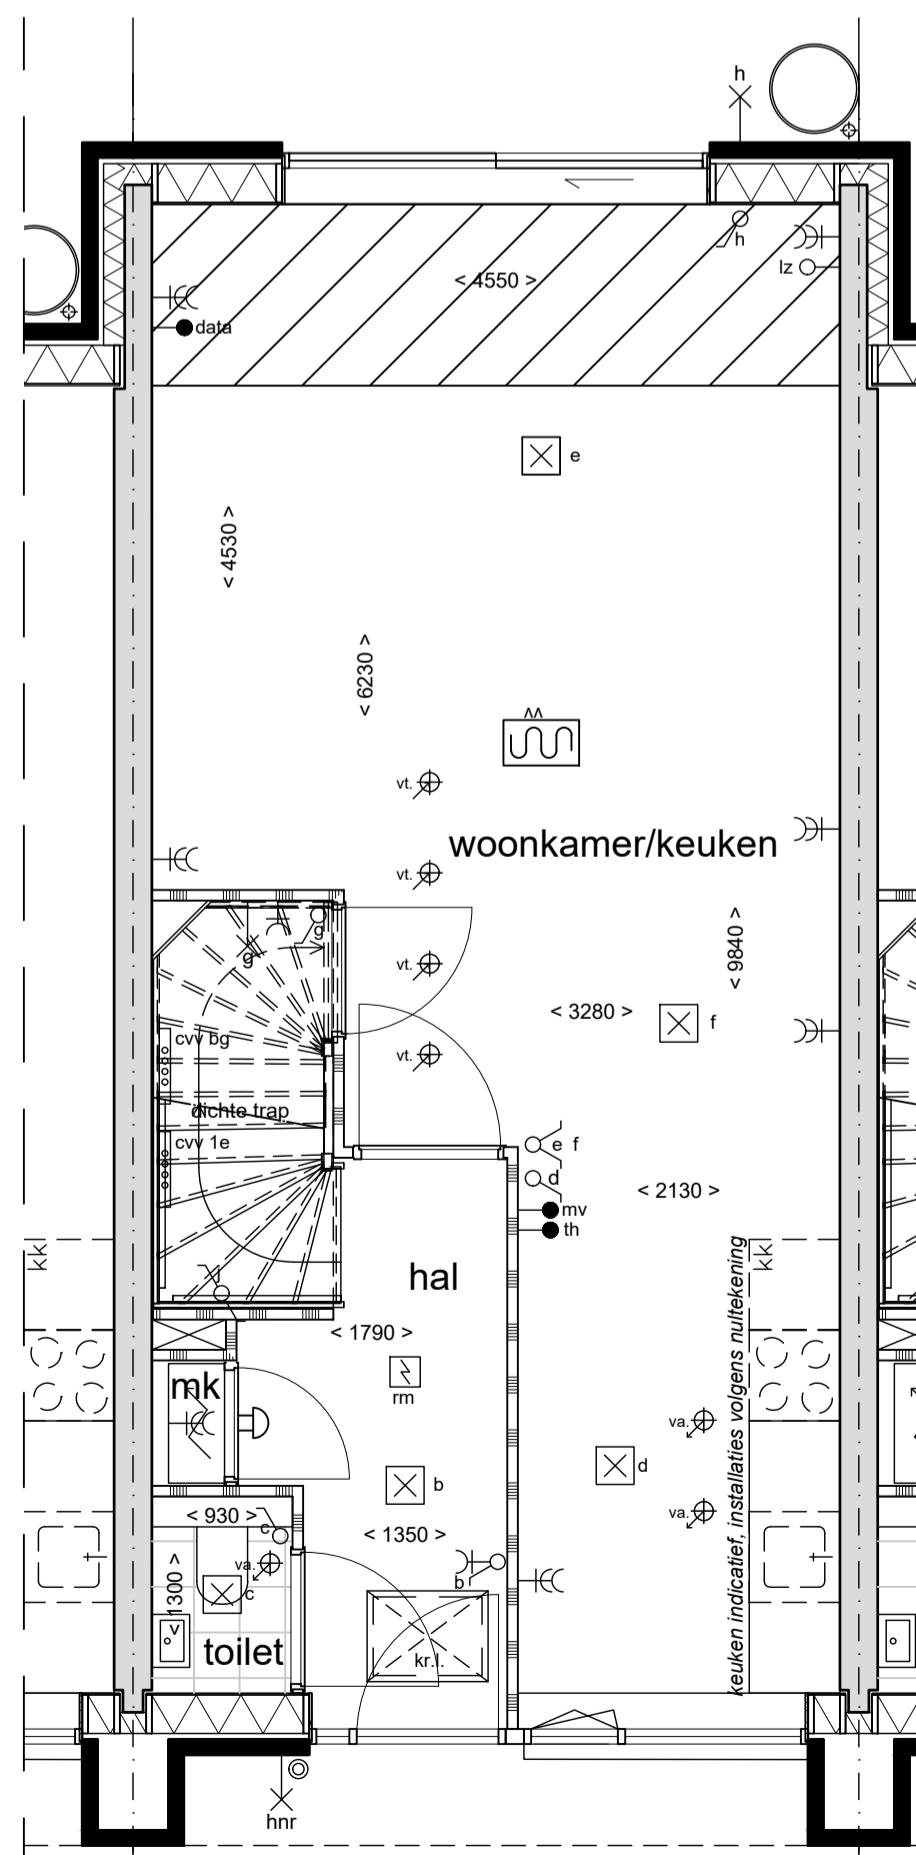 h
h
lz
< 4550 >
data
e
< 4530 >
< 6230 >
vt.
woonkamer/keuken
vt.
g
g
vt.
< 9840 >
< 3280 >
f
cvv bg
vt.
dichte trap
e f
cvv 1e
d
< 2130 >
mv
th
kk
kk
hal
j
< 1790 >
mk
rm
va.
d
b
< 930 >
c
< 1350 >
va.
va.
b
c
< 1300 >
toilet
kr.l.
keuken indicatief, installaties volgens nultekening
hnr